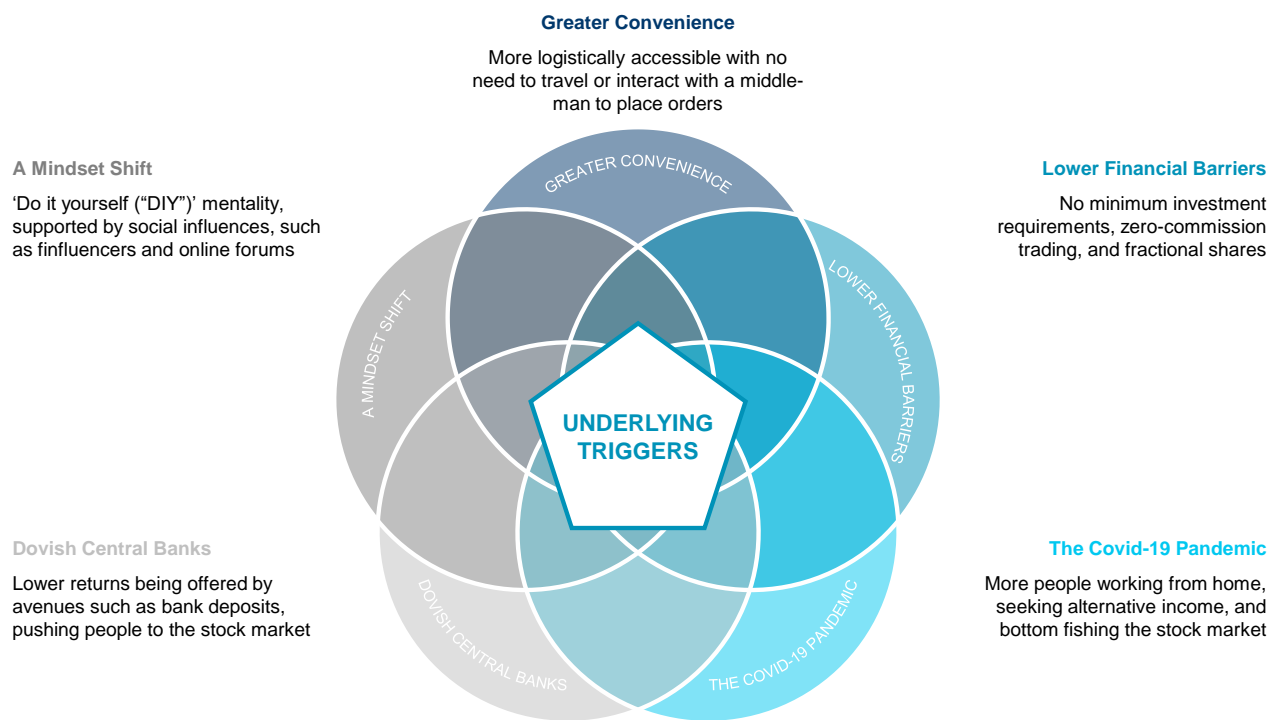 Greater Convenience
More logistically accessible with no
need to travel or interact with a middle-
man to place orders
A Mindset Shift
‘Do it yourself (“DIY”)’ mentality,
supported by social influences, such
as finfluencers and online forums
Lower Financial Barriers
No minimum investment
requirements, zero-commission
trading, and fractional shares
GREATER CONVENIENCE
A MINDSET SHIFT
LOWER FINANCIAL BARRIERS
UNDERLYING
TRIGGERS
Dovish Central Banks
Lower returns being offered by
avenues such as bank deposits,
pushing people to the stock market
The Covid-19 Pandemic
More people working from home,
seeking alternative income, and
bottom fishing the stock market
DOVISH CENTRAL BANKS
THE COVID-19 PANDEMIC